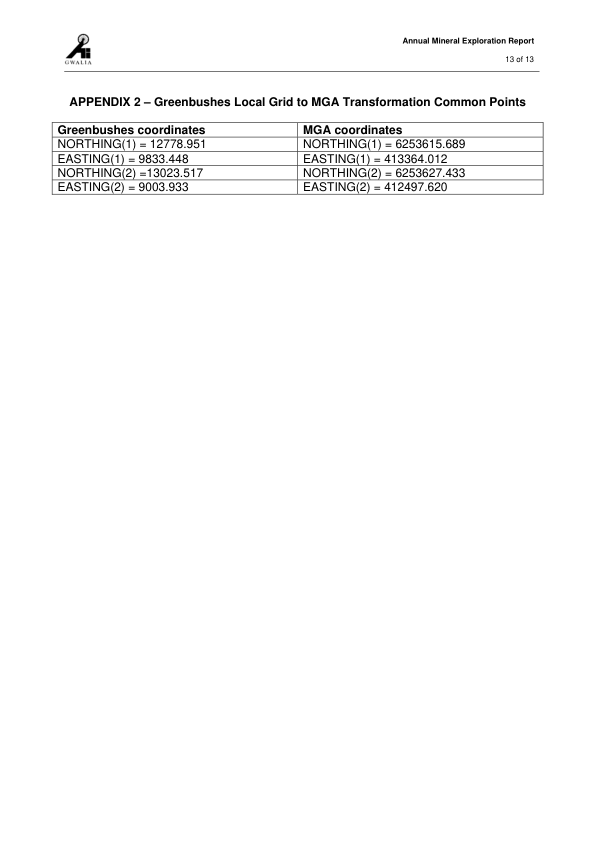 Annual Mineral Exploration Report
GWALIA
13 of 13
APPENDIX 2 – Greenbushes Local Grid to MGA Transformation Common Points
Greenbushes coordinates MGA coordinates
NORTHING(1) = 12778.951 NORTHING(1) = 6253615.689
EASTING(1) = 9833.448 EASTING(1) = 413364.012
NORTHING(2) =13023.517 NORTHING(2) = 6253627.433
EASTING(2) = 9003.933 EASTING(2) = 412497.620